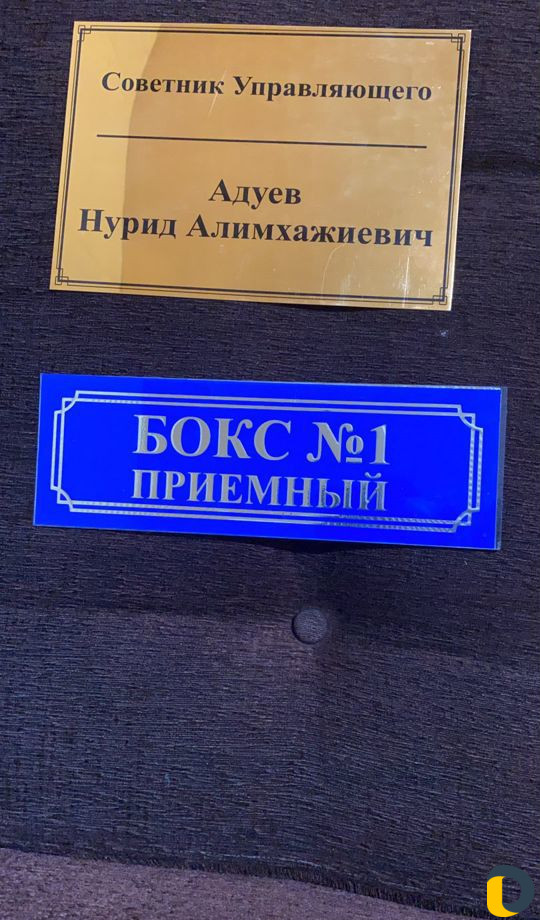 Советник Управляющего
Адуев
Нурид Алимхажиевич
БОКС №1
ПРИЕМНЫЙ